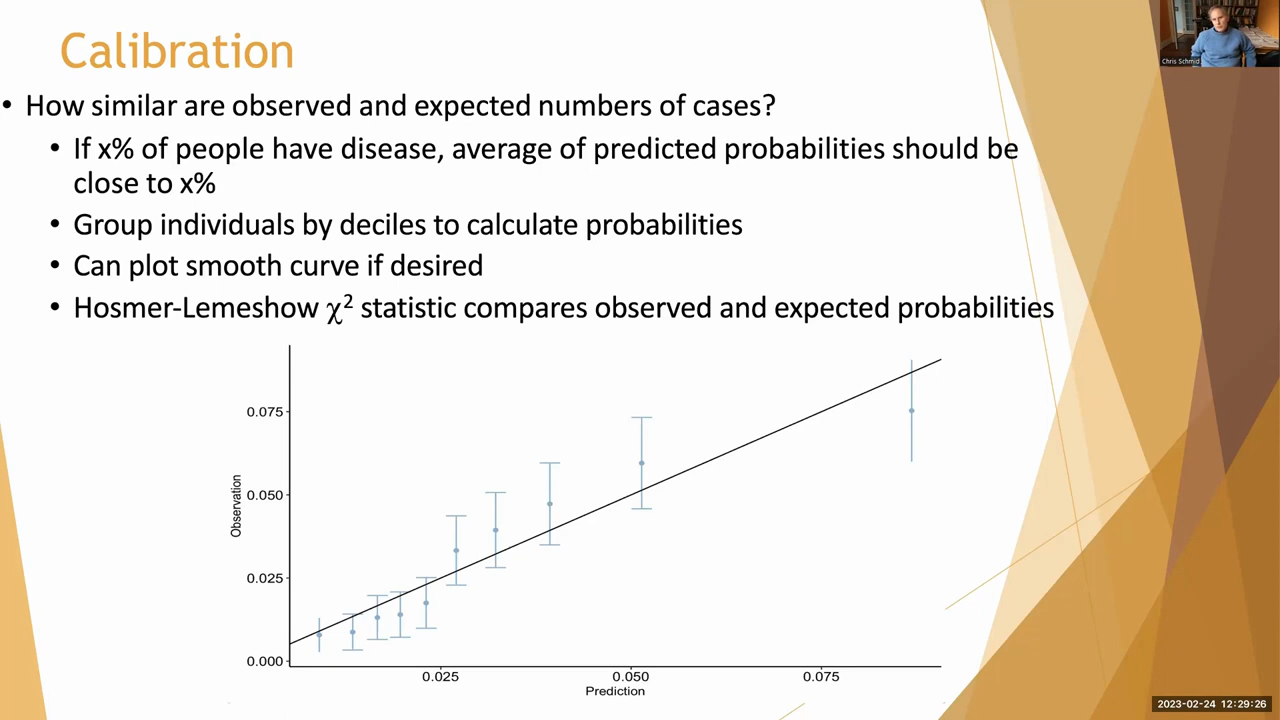 Calibration
Chris Schmid
• How similar are observed and expected numbers of cases?
• If x% of people have disease, average of predicted probabilities should be
close to x%
• Group individuals by deciles to calculate probabilities
• Can plot smooth curve if desired
• Hosmer-Lemeshow χ² statistic compares observed and expected probabilities
0.075
0.050
0.025
0.000
Observation
0.025 0.050 0.075
Prediction
2023-02-24 12:29:26